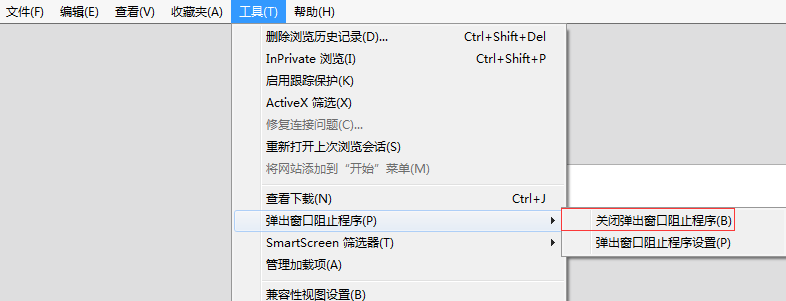 文件(F) 编辑(E) 查看(V) 收藏夹(A) 工具(T) 帮助(H)
删除浏览历史记录(D)... Ctrl+Shift+Del
InPrivate 浏览(I) Ctrl+Shift+P
启用跟踪保护(K)
ActiveX 筛选(X)
修复连接问题(C)...
重新打开上次浏览会话(S)
将网站添加到“开始”菜单(M)
查看下载(N) Ctrl+J
弹出窗口阻止程序(P) 关闭弹出窗口阻止程序(B)
SmartScreen 筛选器(T) 弹出窗口阻止程序设置(P)
管理加载项(A)
兼容性视图设置(B)